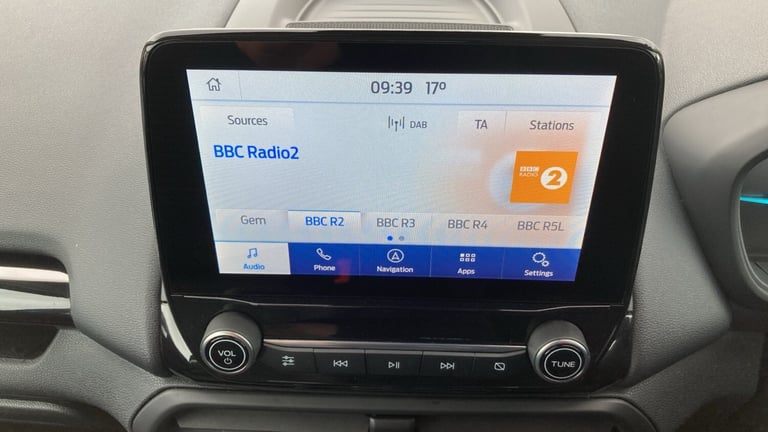 09:39 17º
Sources DAB TA Stations
BBC Radio2
BBC RADIO 2
Gem BBC R2 BBC R3 BBC R4 BBC R5L
Audio Phone Navigation Apps Settings
VOL TUNE